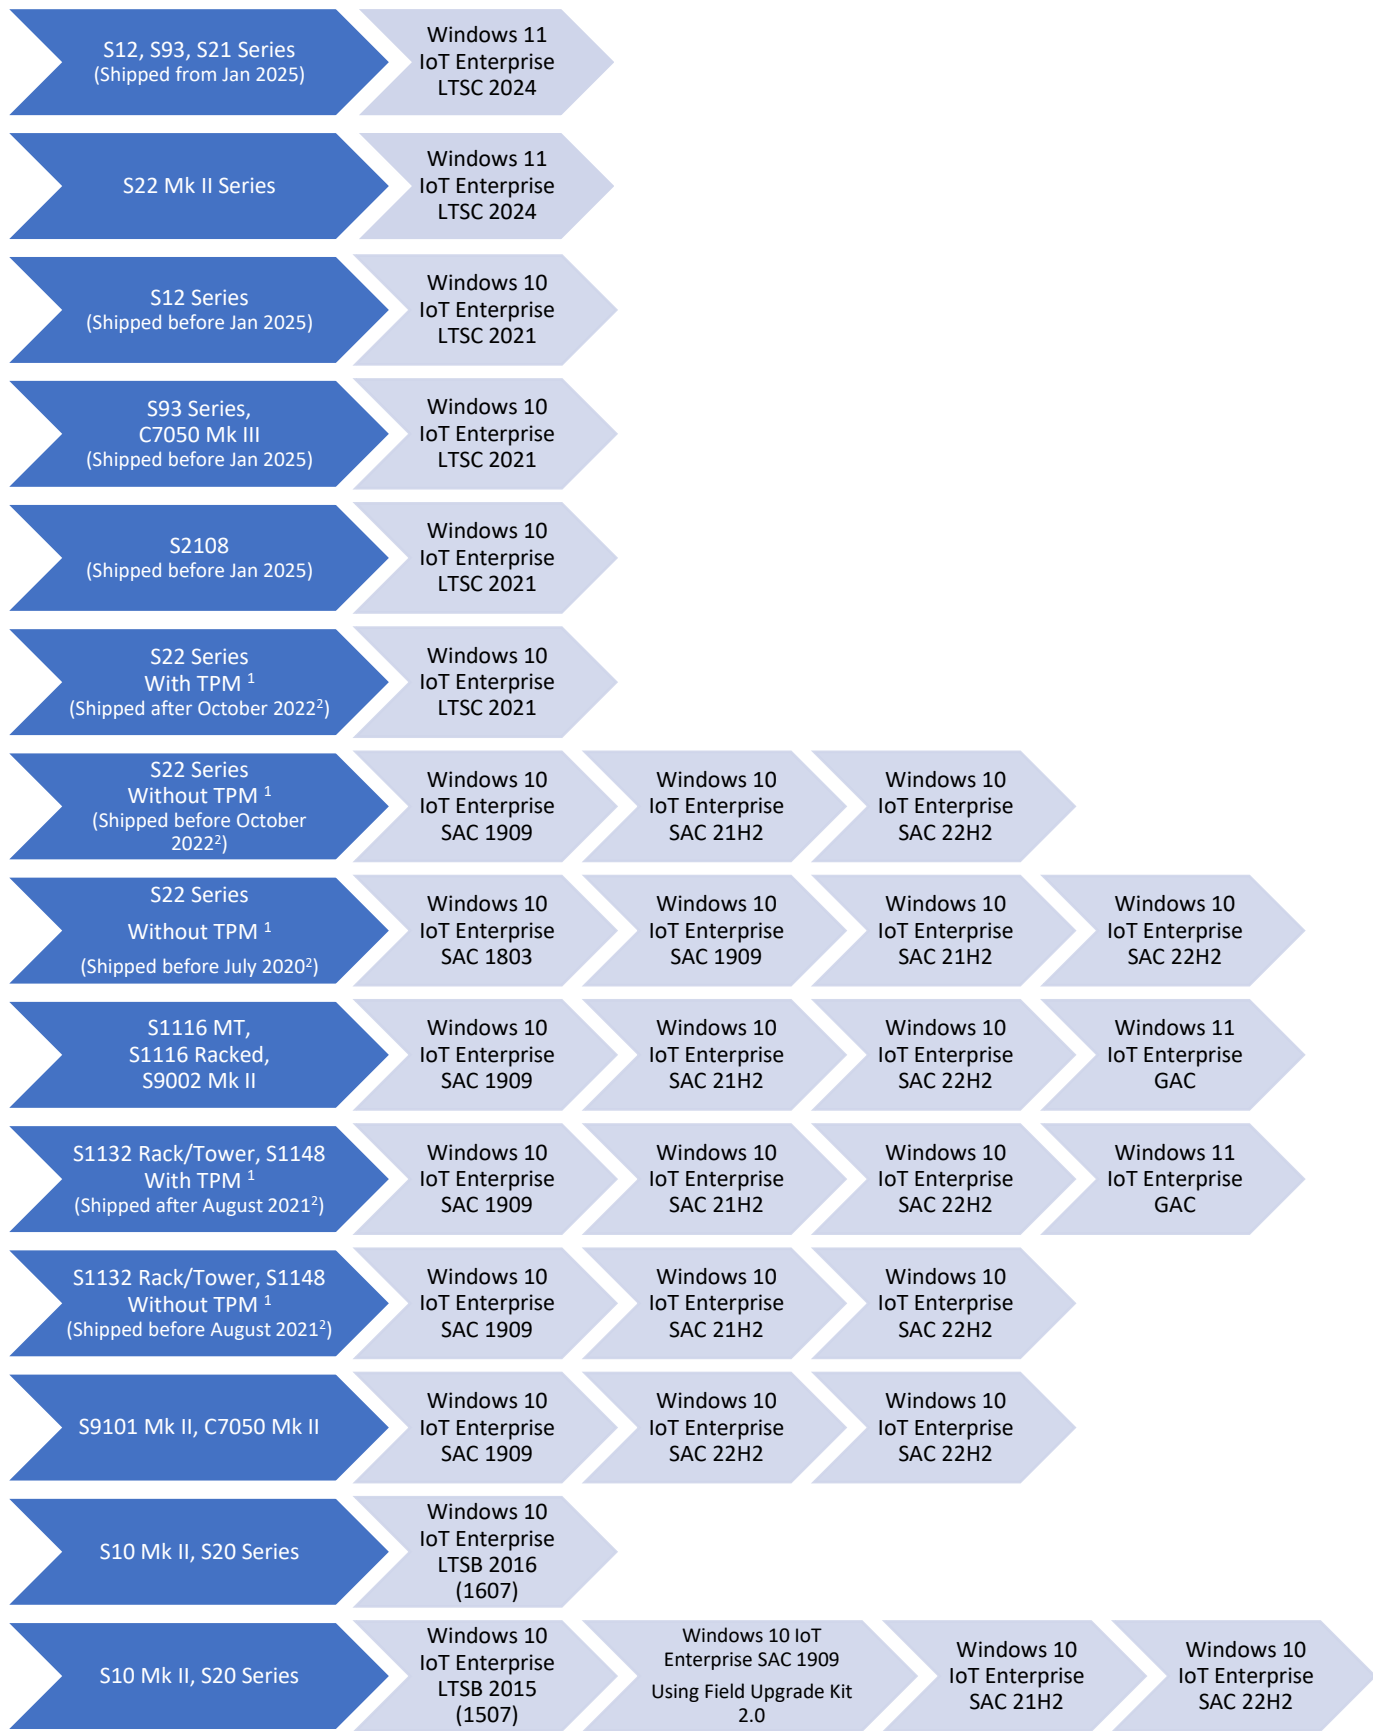 S12, S93, S21 Series
(Shipped from Jan 2025)
Windows 11
IoT Enterprise
LTSC 2024
S22 Mk II Series
Windows 11
IoT Enterprise
LTSC 2024
S12 Series
(Shipped before Jan 2025)
Windows 10
IoT Enterprise
LTSC 2021
S93 Series,
C7050 Mk III
(Shipped before Jan 2025)
Windows 10
IoT Enterprise
LTSC 2021
S2108
(Shipped before Jan 2025)
Windows 10
IoT Enterprise
LTSC 2021
S22 Series
With TPM ¹
(Shipped after October 2022²)
Windows 10
IoT Enterprise
LTSC 2021
S22 Series
Without TPM ¹
(Shipped before October
2022²)
Windows 10
IoT Enterprise
SAC 1909
Windows 10
IoT Enterprise
SAC 21H2
Windows 10
IoT Enterprise
SAC 22H2
S22 Series
Without TPM ¹
(Shipped before July 2020²)
Windows 10
IoT Enterprise
SAC 1803
Windows 10
IoT Enterprise
SAC 1909
Windows 10
IoT Enterprise
SAC 21H2
Windows 10
IoT Enterprise
SAC 22H2
S1116 MT,
S1116 Racked,
S9002 Mk II
Windows 10
IoT Enterprise
SAC 1909
Windows 10
IoT Enterprise
SAC 21H2
Windows 10
IoT Enterprise
SAC 22H2
Windows 11
IoT Enterprise
GAC
S1132 Rack/Tower, S1148
With TPM ¹
(Shipped after August 2021²)
Windows 10
IoT Enterprise
SAC 1909
Windows 10
IoT Enterprise
SAC 21H2
Windows 10
IoT Enterprise
SAC 22H2
Windows 11
IoT Enterprise
GAC
S1132 Rack/Tower, S1148
Without TPM ¹
(Shipped before August 2021²)
Windows 10
IoT Enterprise
SAC 1909
Windows 10
IoT Enterprise
SAC 21H2
Windows 10
IoT Enterprise
SAC 22H2
S9101 Mk II, C7050 Mk II
Windows 10
IoT Enterprise
SAC 1909
Windows 10
IoT Enterprise
SAC 22H2
Windows 10
IoT Enterprise
SAC 22H2
S10 Mk II, S20 Series
Windows 10
IoT Enterprise
LTSB 2016
(1607)
S10 Mk II, S20 Series
Windows 10
IoT Enterprise
LTSB 2015
(1507)
Windows 10 IoT
Enterprise SAC 1909
Using Field Upgrade Kit
2.0
Windows 10
IoT Enterprise
SAC 21H2
Windows 10
IoT Enterprise
SAC 22H2